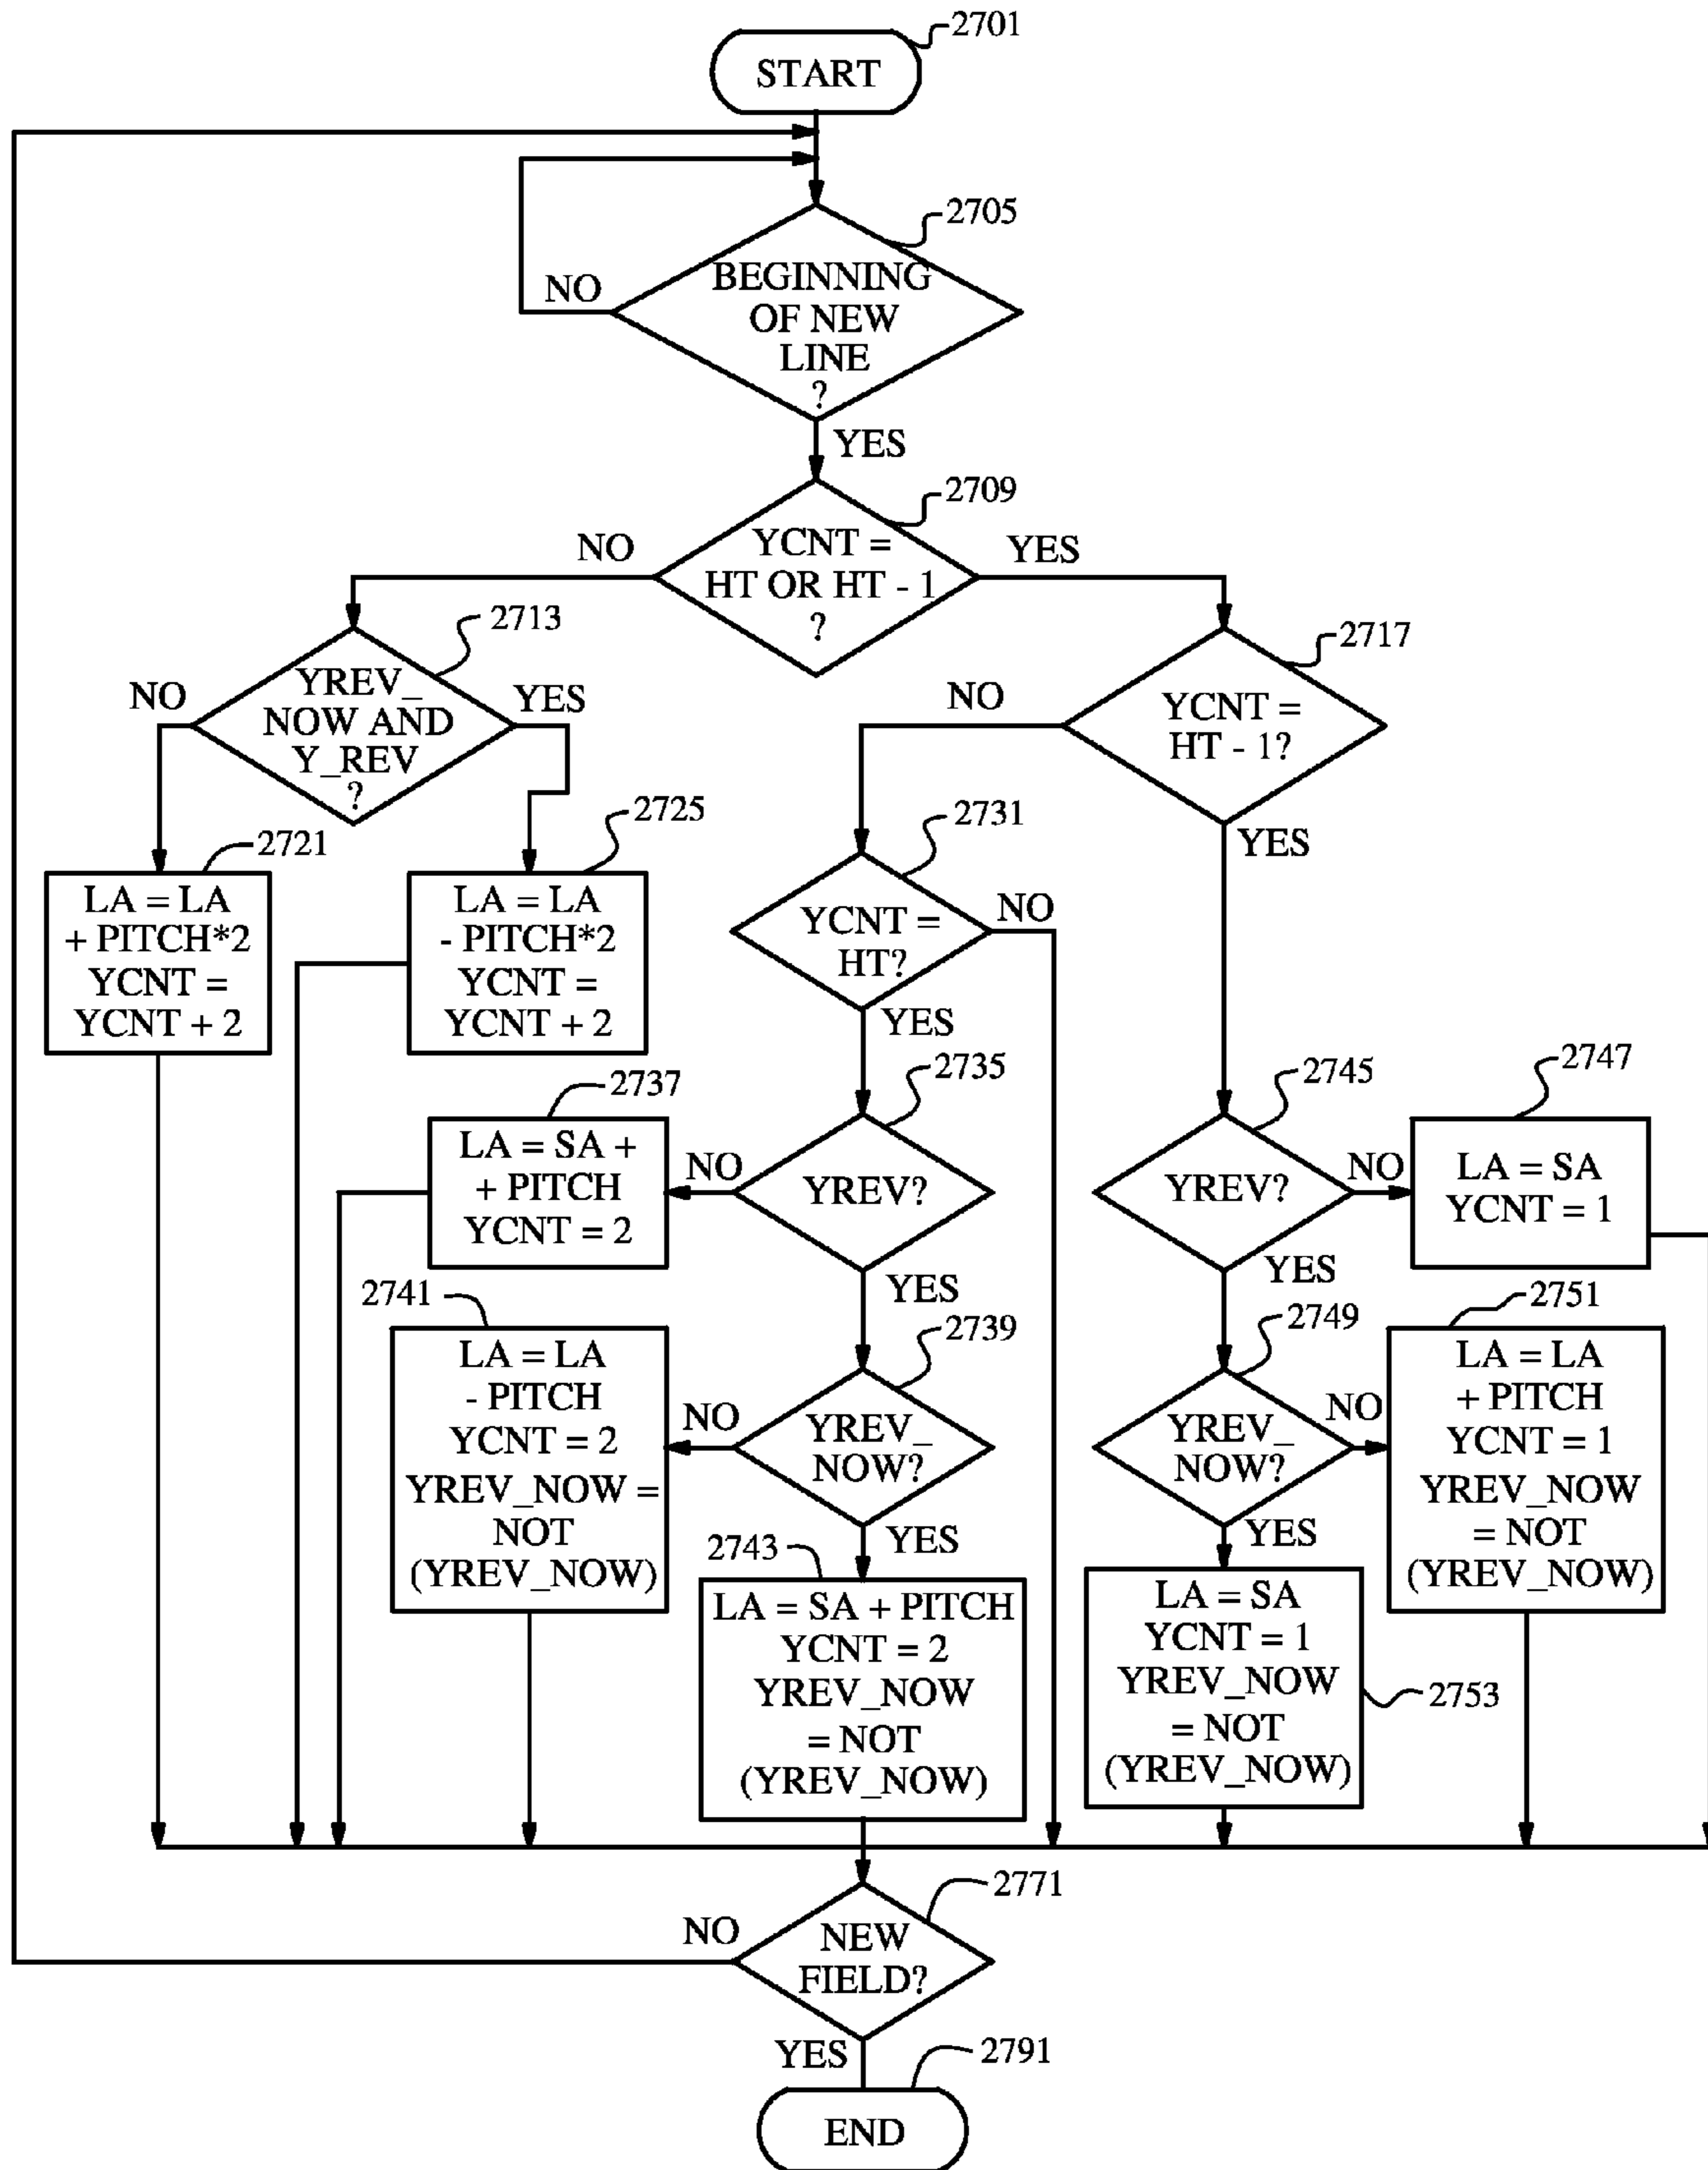 2701
START
2705
BEGINNING
OF NEW
LINE
?
NO
YES
2709
YCNT =
HT OR HT - 1
?
NO
YES
2713
YREV_
NOW AND
Y_REV
?
NO
YES
2717
YCNT =
HT - 1?
NO
YES
2721
LA = LA
+ PITCH*2
YCNT =
YCNT + 2
2725
LA = LA
- PITCH*2
YCNT =
YCNT + 2
2731
YCNT =
HT?
NO
YES
2735
YREV?
NO
YES
2737
LA = SA +
+ PITCH
YCNT = 2
2745
YREV?
NO
YES
2747
LA = SA
YCNT = 1
2739
YREV_
NOW?
NO
YES
2741
LA = LA
- PITCH
YCNT = 2
YREV_NOW =
NOT
(YREV_NOW)
2749
YREV_
NOW?
NO
YES
2751
LA = LA
+ PITCH
YCNT = 1
YREV_NOW
= NOT
(YREV_NOW)
2743
LA = SA + PITCH
YCNT = 2
YREV_NOW
= NOT
(YREV_NOW)
LA = SA
YCNT = 1
YREV_NOW
= NOT
(YREV_NOW)
2753
2771
NEW
FIELD?
NO
YES
2791
END